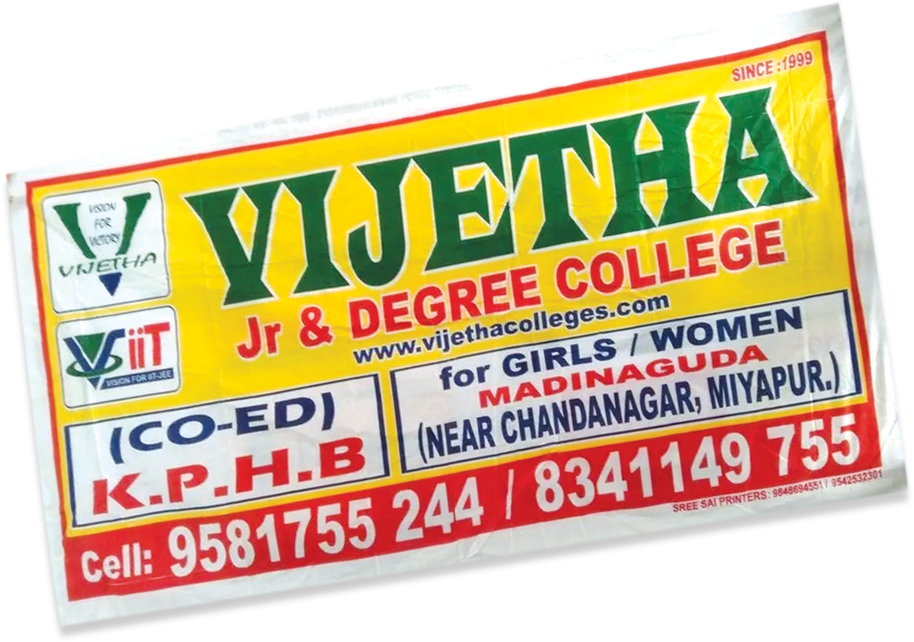 SINCE :1999
VISION
FOR
VICTORY
VIJETHA
VIJETHA
Jr & DEGREE COLLEGE
www.vijethacolleges.com
iiT
VISION FOR IIT-JEE
(CO-ED)
K.P.H.B
for GIRLS / WOMEN
MADINAGUDA
(NEAR CHANDANAGAR, MIYAPUR.)
Cell: 9581755 244 / 8341149 755
SREE SAI PRINTERS: 9848694551 / 9542532301